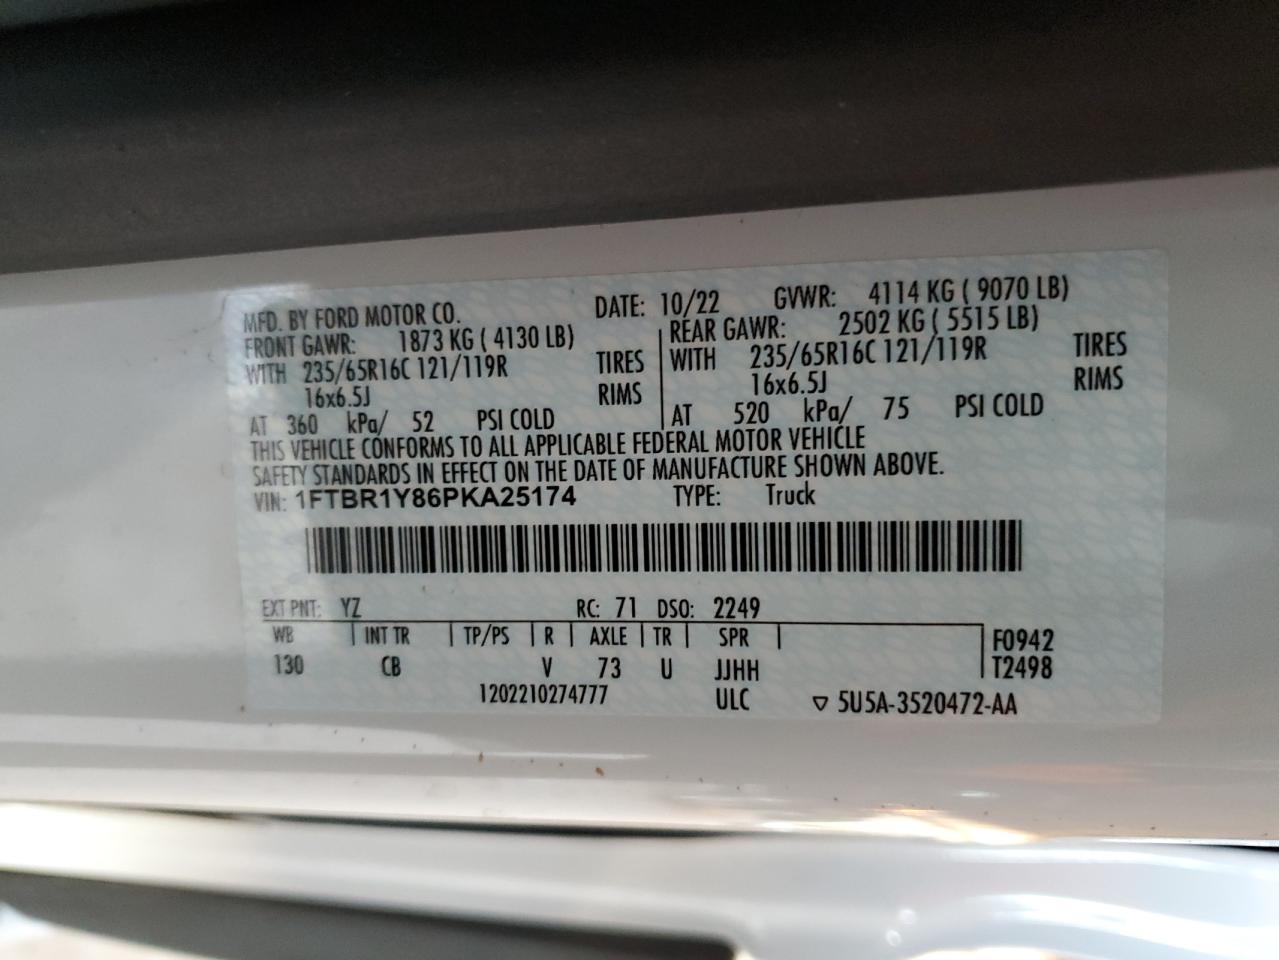 MFD. BY FORD MOTOR CO. DATE: 10/22 GVWR: 4114 KG ( 9070 LB)
FRONT GAWR: 1873 KG ( 4130 LB) REAR GAWR: 2502 KG ( 5515 LB)
WITH 235/65R16C 121/119R TIRES WITH 235/65R16C 121/119R TIRES
16x6.5J RIMS 16x6.5J RIMS
AT 360 kPa/ 52 PSI COLD AT 520 kPa/ 75 PSI COLD
THIS VEHICLE CONFORMS TO ALL APPLICABLE FEDERAL MOTOR VEHICLE
SAFETY STANDARDS IN EFFECT ON THE DATE OF MANUFACTURE SHOWN ABOVE.
VIN: 1FTBR1Y86PKA25174 TYPE: Truck
EXT PNT: YZ RC: 71 DSO: 2249
WB INT TR TP/PS R AXLE TR SPR F0942
130 CB V 73 U JJHH T2498
1202210274777 ULC ▽ 5U5A-3520472-AA